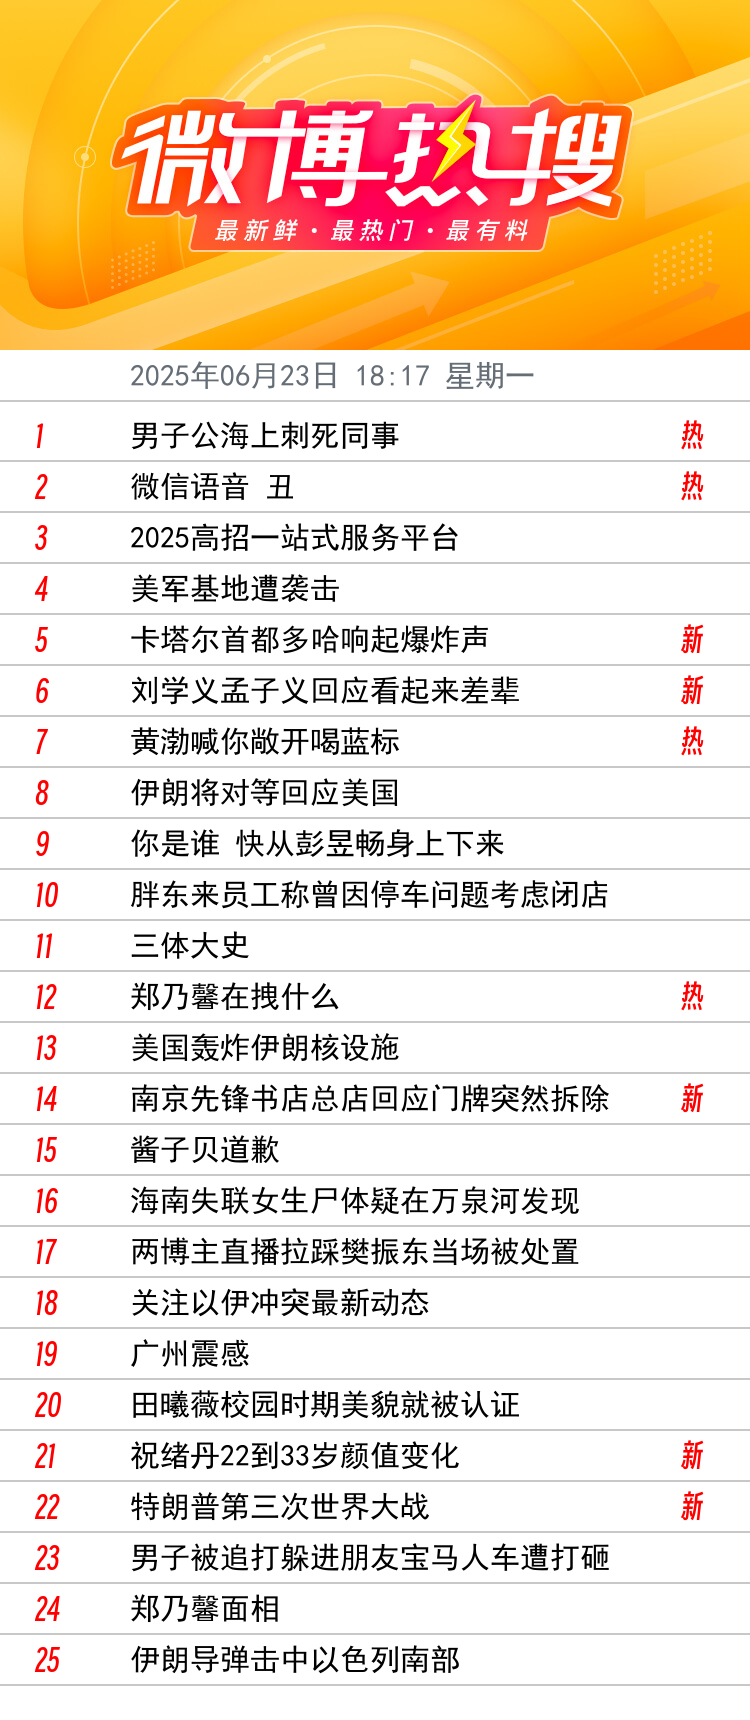 微博热搜
最新鲜·最热门·最有料
2025年06月23日 18:17 星期一
1 男子公海上刺死同事 热
2 微信语音 丑 热
3 2025高招一站式服务平台
4 美军基地遭袭击
5 卡塔尔首都多哈响起爆炸声 新
6 刘学义孟子义回应看起来差辈 新
7 黄渤喊你敞开喝蓝标 热
8 伊朗将对等回应美国
9 你是谁 快从彭昱畅身上下来
10 胖东来员工称曾因停车问题考虑闭店
11 三体大史
12 郑乃馨在拽什么 热
13 美国轰炸伊朗核设施
14 南京先锋书店总店回应门牌突然拆除 新
15 酱子贝道歉
16 海南失联女生尸体疑在万泉河发现
17 两博主直播拉踩樊振东当场被处置
18 关注以伊冲突最新动态
19 广州震感
20 田曦薇校园时期美貌就被认证
21 祝绪丹22到33岁颜值变化 新
22 特朗普第三次世界大战 新
23 男子被追打躲进朋友宝马人车遭打砸
24 郑乃馨面相
25 伊朗导弹击中以色列南部